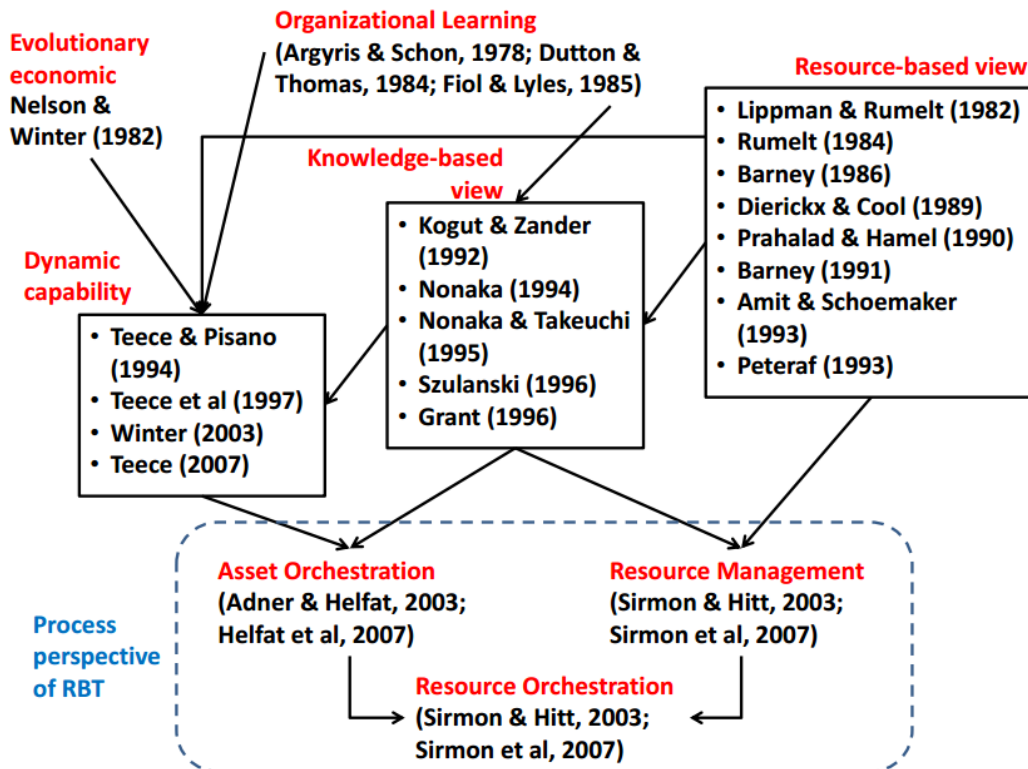 Evolutionary
economic
Nelson &
Winter (1982)
Organizational Learning
(Argyris & Schon, 1978; Dutton &
Thomas, 1984; Fiol & Lyles, 1985)
Resource-based view
• Lippman & Rumelt (1982)
• Rumelt (1984)
• Barney (1986)
• Dierickx & Cool (1989)
• Prahalad & Hamel (1990)
• Barney (1991)
• Amit & Schoemaker
(1993)
• Peteraf (1993)
Knowledge-based
view
• Kogut & Zander
(1992)
• Nonaka (1994)
• Nonaka & Takeuchi
(1995)
• Szulanski (1996)
• Grant (1996)
Dynamic
capability
• Teece & Pisano
(1994)
• Teece et al (1997)
• Winter (2003)
• Teece (2007)
Process
perspective
of RBT
Asset Orchestration
(Adner & Helfat, 2003;
Helfat et al, 2007)
Resource Management
(Sirmon & Hitt, 2003;
Sirmon et al, 2007)
Resource Orchestration
(Sirmon & Hitt, 2003;
Sirmon et al, 2007)